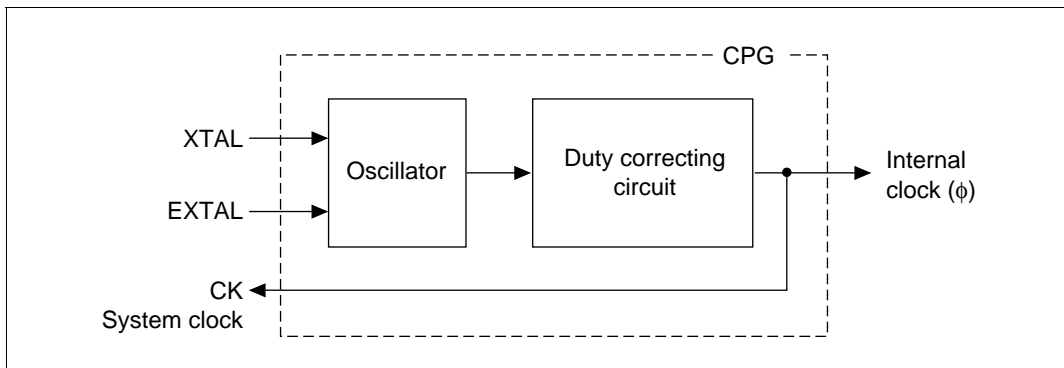 CPG
XTAL
Oscillator
Duty correcting
circuit
Internal
clock (ϕ)
EXTAL
CK
System clock